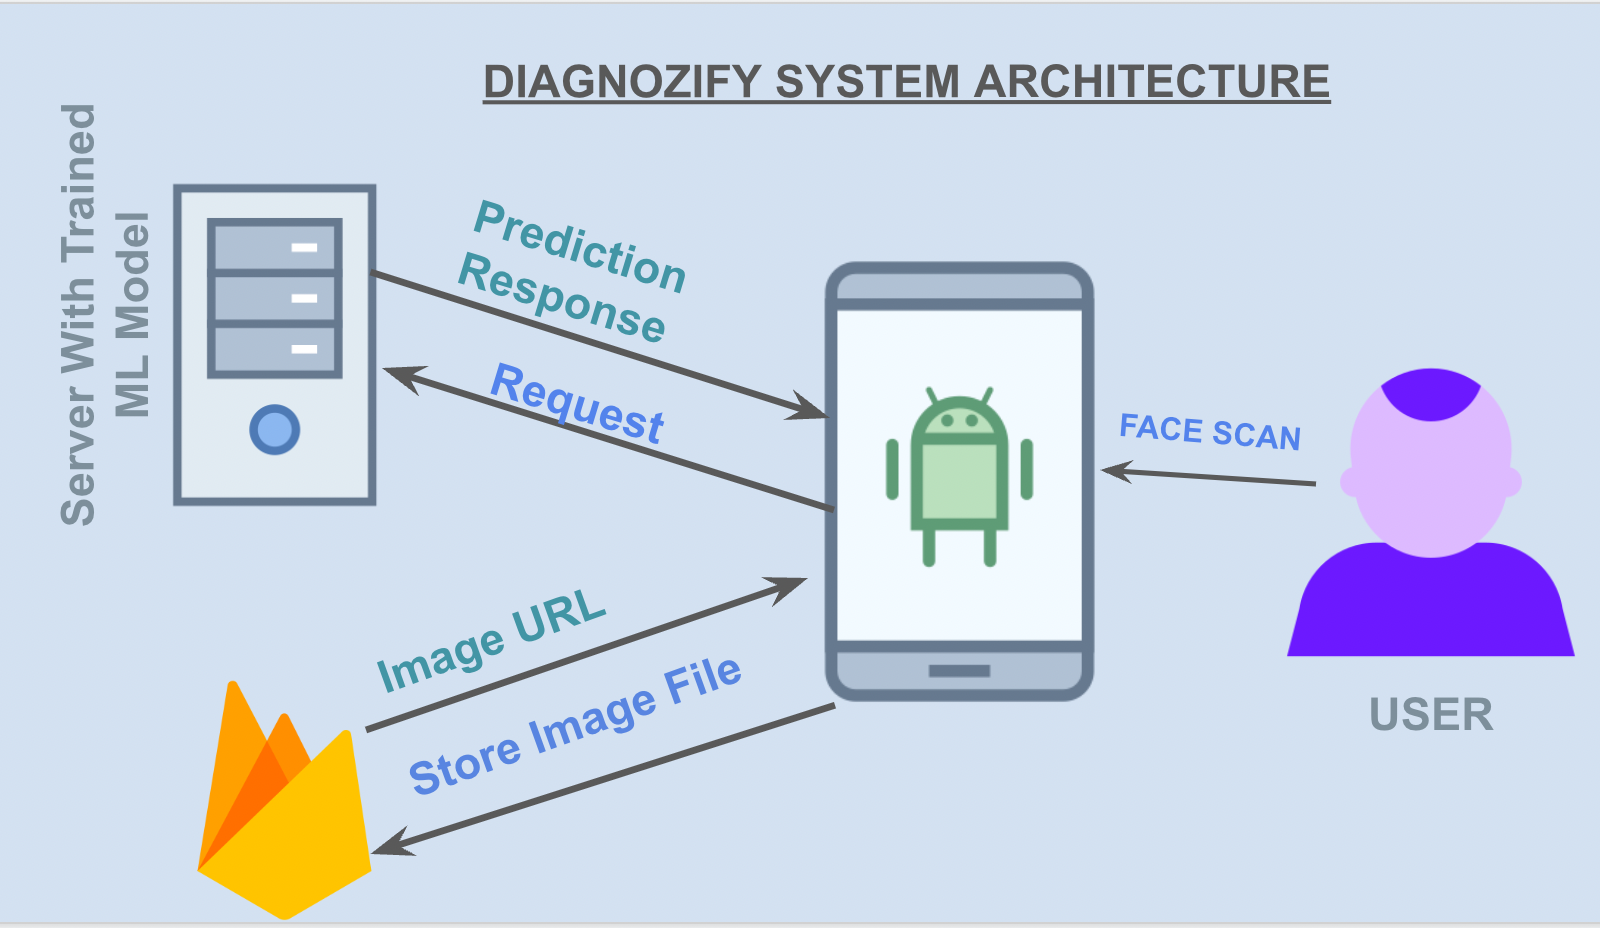 DIAGNOZIFY SYSTEM ARCHITECTURE
Server With Trained
ML Model
Prediction
Response
Request
FACE SCAN
Image URL
Store Image File
USER